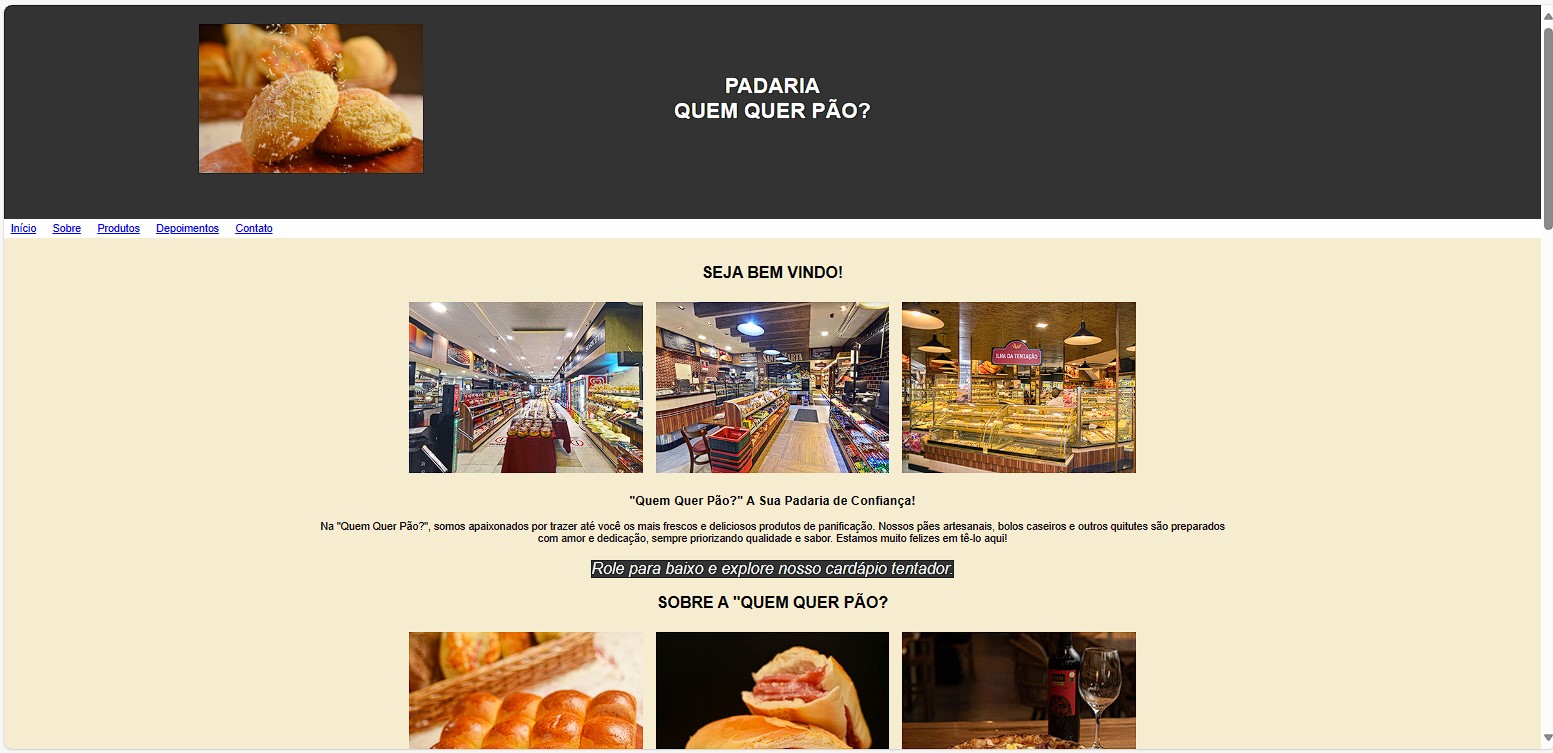 PADARIA
QUEM QUER PÃO?
Início Sobre Produtos Depoimentos Contato
SEJA BEM VINDO!
ILHA DA TENTAÇÃO
"Quem Quer Pão?" A Sua Padaria de Confiança!
Na "Quem Quer Pão?", somos apaixonados por trazer até você os mais frescos e deliciosos produtos de panificação. Nossos pães artesanais, bolos caseiros e outros quitutes são preparados
com amor e dedicação, sempre priorizando qualidade e sabor. Estamos muito felizes em tê-lo aqui!
Role para baixo e explore nosso cardápio tentador.
SOBRE A "QUEM QUER PÃO?